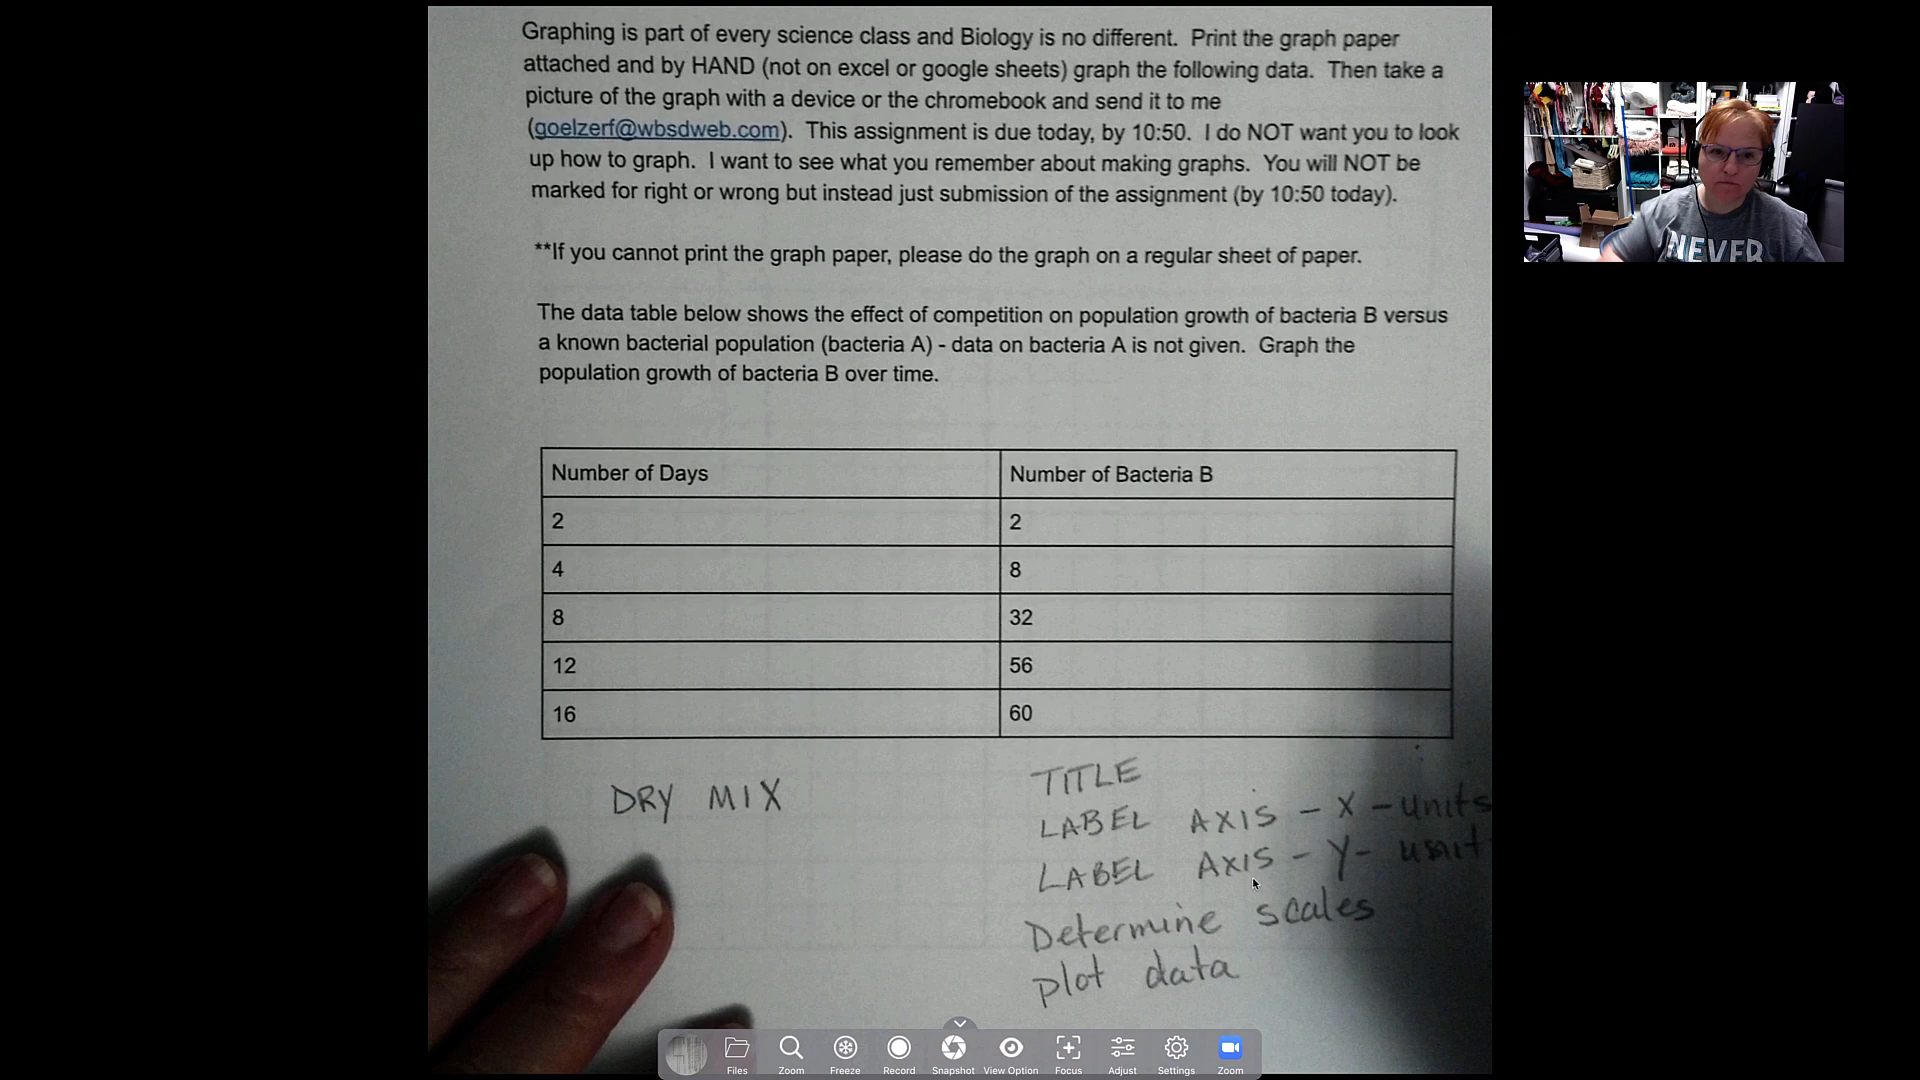 Graphing is part of every science class and Biology is no different. Print the graph paper
attached and by HAND (not on excel or google sheets) graph the following data. Then take a
picture of the graph with a device or the chromebook and send it to me
(goelzerf@wbsdweb.com). This assignment is due today, by 10:50. I do NOT want you to look
up how to graph. I want to see what you remember about making graphs. You will NOT be
marked for right or wrong but instead just submission of the assignment (by 10:50 today).
**If you cannot print the graph paper, please do the graph on a regular sheet of paper.
The data table below shows the effect of competition on population growth of bacteria B versus
a known bacterial population (bacteria A) - data on bacteria A is not given. Graph the
population growth of bacteria B over time.
Number of Days Number of Bacteria B
2 2
4 8
8 32
12 56
16 60
DRY MIX
TITLE
LABEL AXIS - X - units
LABEL AXIS - Y - unit
Determine scales
plot data
NEVER
Files Zoom Freeze Record Snapshot View Option Focus Adjust Settings Zoom